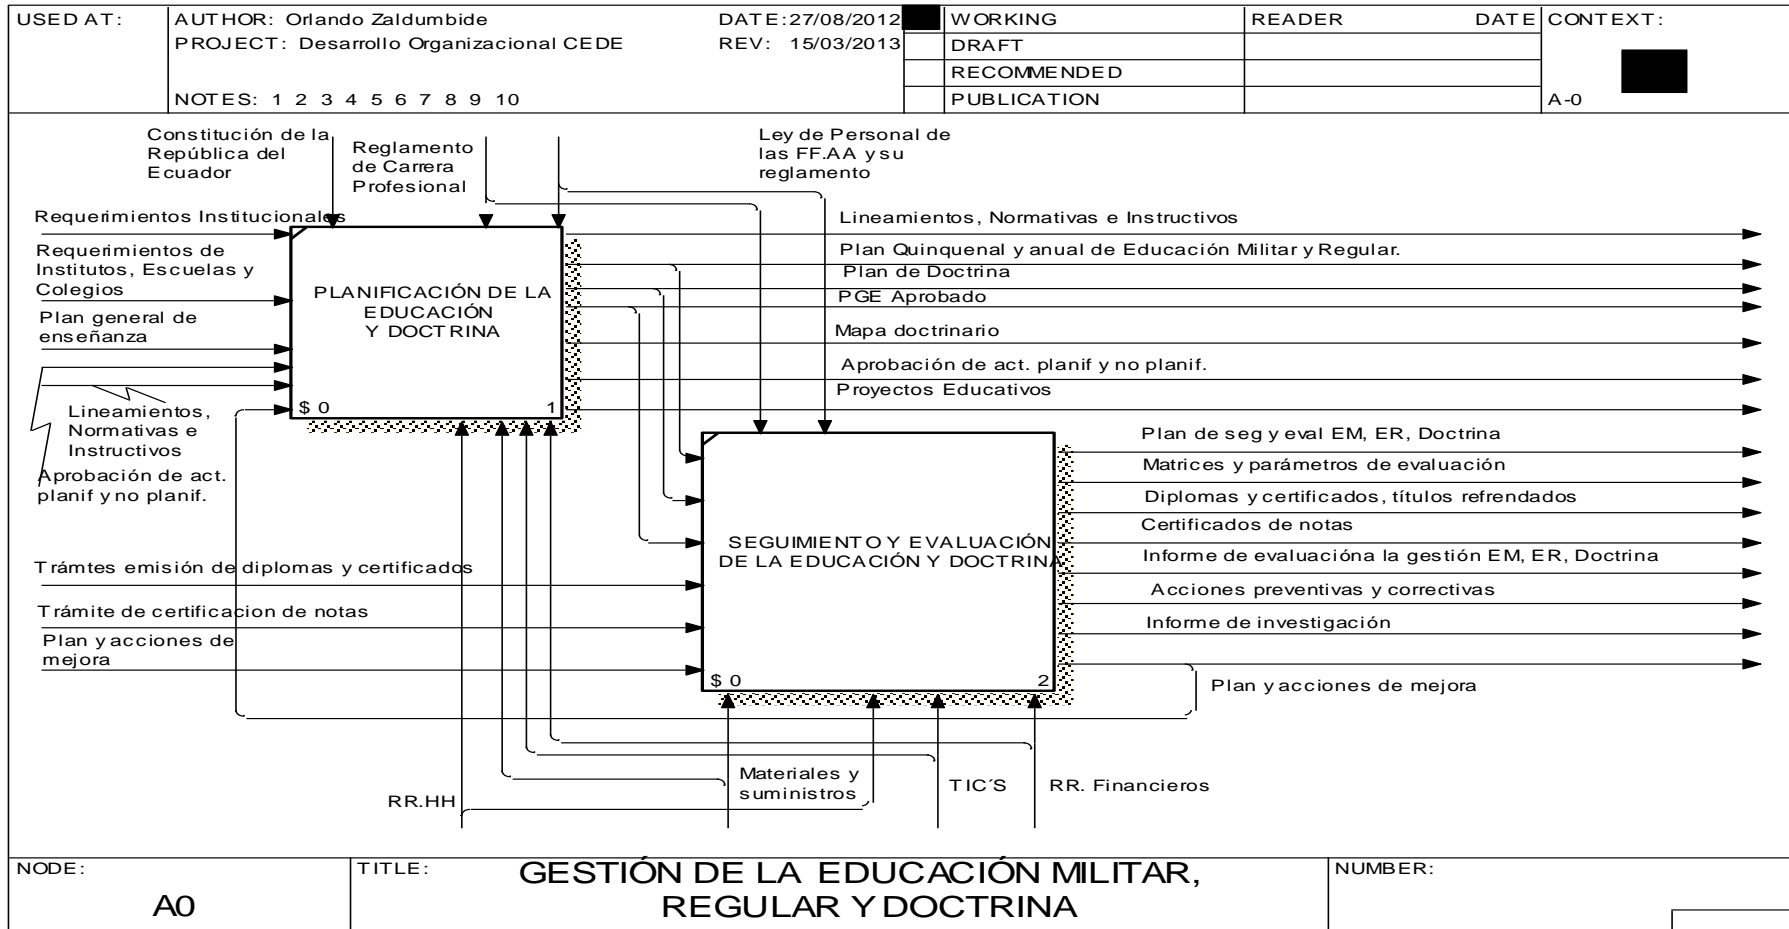 USED AT:
AUTHOR: Orlando Zaldumbide
DATE: 27/08/2012
PROJECT: Desarrollo Organizacional CEDE
REV: 15/03/2013
NOTES: 1 2 3 4 5 6 7 8 9 10
WORKING
DRAFT
RECOMMENDED
PUBLICATION
READER
DATE
CONTEXT:
A-0
Constitución de la
República del
Ecuador
Reglamento
de Carrera
Profesional
Ley de Personal de
las FF.AA y su
reglamento
Requerimientos Institucionales
Requerimientos de
Institutos, Escuelas y
Colegios
Plan general de
enseñanza
Lineamientos,
Normativas e
Instructivos
Aprobación de act.
planif y no planif.
PLANIFICACIÓN DE LA
EDUCACIÓN
Y DOCTRINA
$ 0
1
Lineamientos, Normativas e Instructivos
Plan Quinquenal y anual de Educación Militar y Regular.
Plan de Doctrina
PGE Aprobado
Mapa doctrinario
Aprobación de act. planif y no planif.
Proyectos Educativos
Trámtes emisión de diplomas y certificados
Trámite de certificacion de notas
Plan y acciones de
mejora
SEGUIMIENTO Y EVALUACIÓN
DE LA EDUCACIÓN Y DOCTRINA
$ 0
2
Plan de seg y eval EM, ER, Doctrina
Matrices y parámetros de evaluación
Diplomas y certificados, títulos refrendados
Certificados de notas
Informe de evaluacióna la gestión EM, ER, Doctrina
Acciones preventivas y correctivas
Informe de investigación
Plan y acciones de mejora
RR.HH
Materiales y
suministros
TIC´S
RR. Financieros
NODE:
A0
TITLE:
GESTIÓN DE LA EDUCACIÓN MILITAR,
REGULAR Y DOCTRINA
NUMBER: